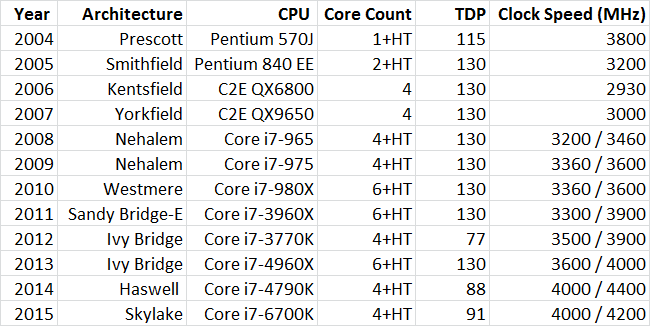 Year Architecture CPU Core Count TDP Clock Speed (MHz)
2004 Prescott Pentium 570J 1+HT 115 3800
2005 Smithfield Pentium 840 EE 2+HT 130 3200
2006 Kentsfield C2E QX6800 4 130 2930
2007 Yorkfield C2E QX9650 4 130 3000
2008 Nehalem Core i7-965 4+HT 130 3200 / 3460
2009 Nehalem Core i7-975 4+HT 130 3360 / 3600
2010 Westmere Core i7-980X 6+HT 130 3360 / 3600
2011 Sandy Bridge-E Core i7-3960X 6+HT 130 3300 / 3900
2012 Ivy Bridge Core i7-3770K 4+HT 77 3500 / 3900
2013 Ivy Bridge Core i7-4960X 6+HT 130 3600 / 4000
2014 Haswell Core i7-4790K 4+HT 88 4000 / 4400
2015 Skylake Core i7-6700K 4+HT 91 4000 / 4200